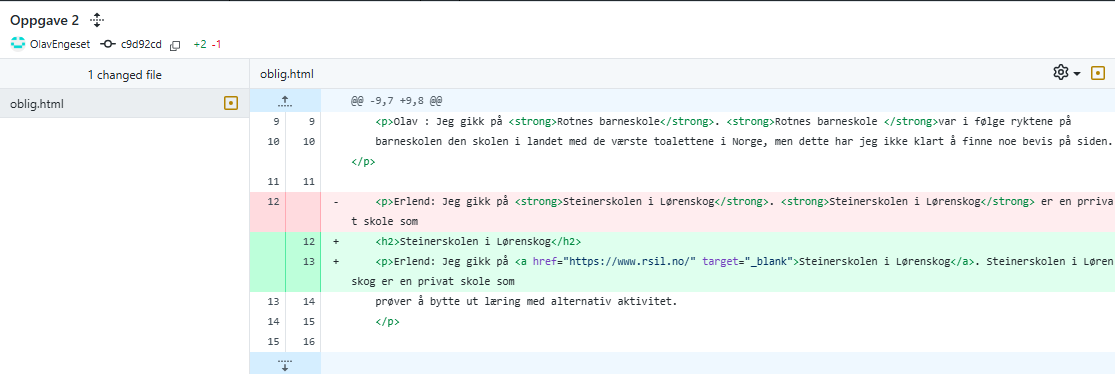 Oppgave 2
OlavEngeset c9d92cd +2 -1
1 changed file
oblig.html
oblig.html
@@ -9,7 +9,8 @@
9 9 <p>Olav : Jeg gikk på <strong>Rotnes barneskole</strong>. <strong>Rotnes barneskole </strong>var i følge ryktene på
10 10 barneskolen den skolen i landet med de værste toalettene i Norge, men dette har jeg ikke klart å finne noe bevis på siden.
</p>
11 11
12 - <p>Erlend: Jeg gikk på <strong>Steinerskolen i Lørenskog</strong>. <strong>Steinerskolen i Lørenskog</strong> er en prriva
t skole som
12 + <h2>Steinerskolen i Lørenskog</h2>
13 + <p>Erlend: Jeg gikk på <a href="https://www.rsil.no/" target="_blank">Steinerskolen i Lørenskog</a>. Steinerskolen i Løren
skog er en privat skole som
13 14 prøver å bytte ut læring med alternativ aktivitet.
14 15 </p>
15 16